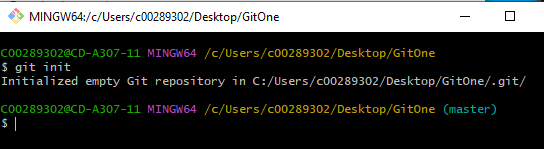 MINGW64:/c/Users/c00289302/Desktop/GitOne
C00289302@CD-A307-11 MINGW64 /c/Users/c00289302/Desktop/GitOne
$ git init
Initialized empty Git repository in C:/Users/c00289302/Desktop/GitOne/.git/
C00289302@CD-A307-11 MINGW64 /c/Users/c00289302/Desktop/GitOne (master)
$